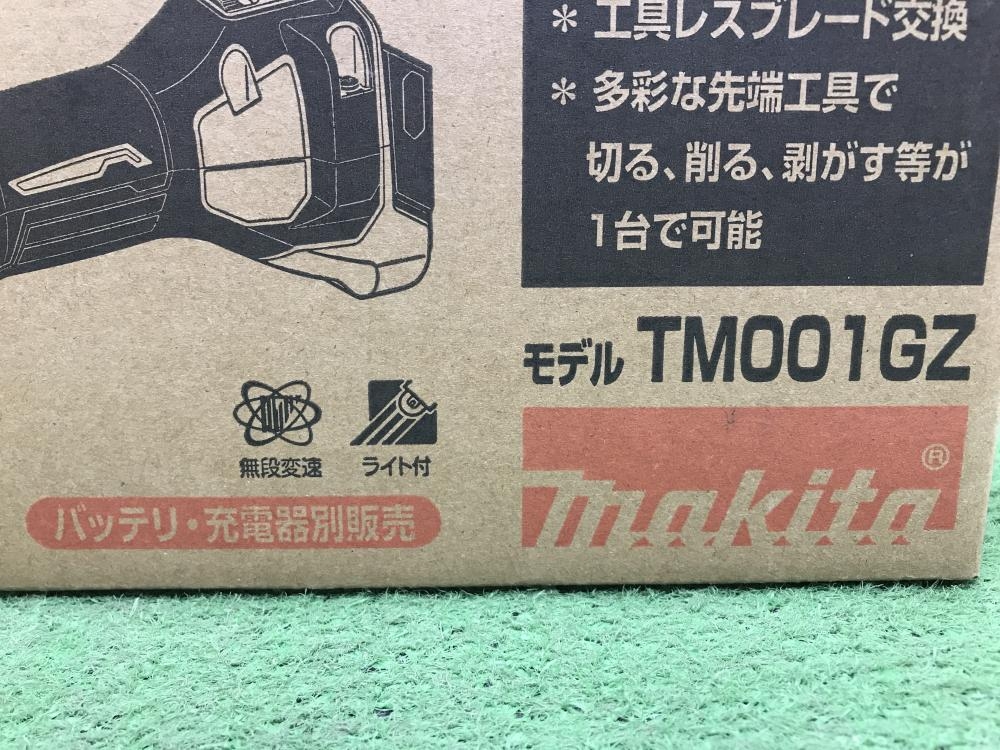 * 工具レスブレード交換
* 多彩な先端工具で
切る、削る、剥がす等が
1台で可能
モデル TM001GZ
無段変速
ライト付
バッテリ・充電器別販売
makita®